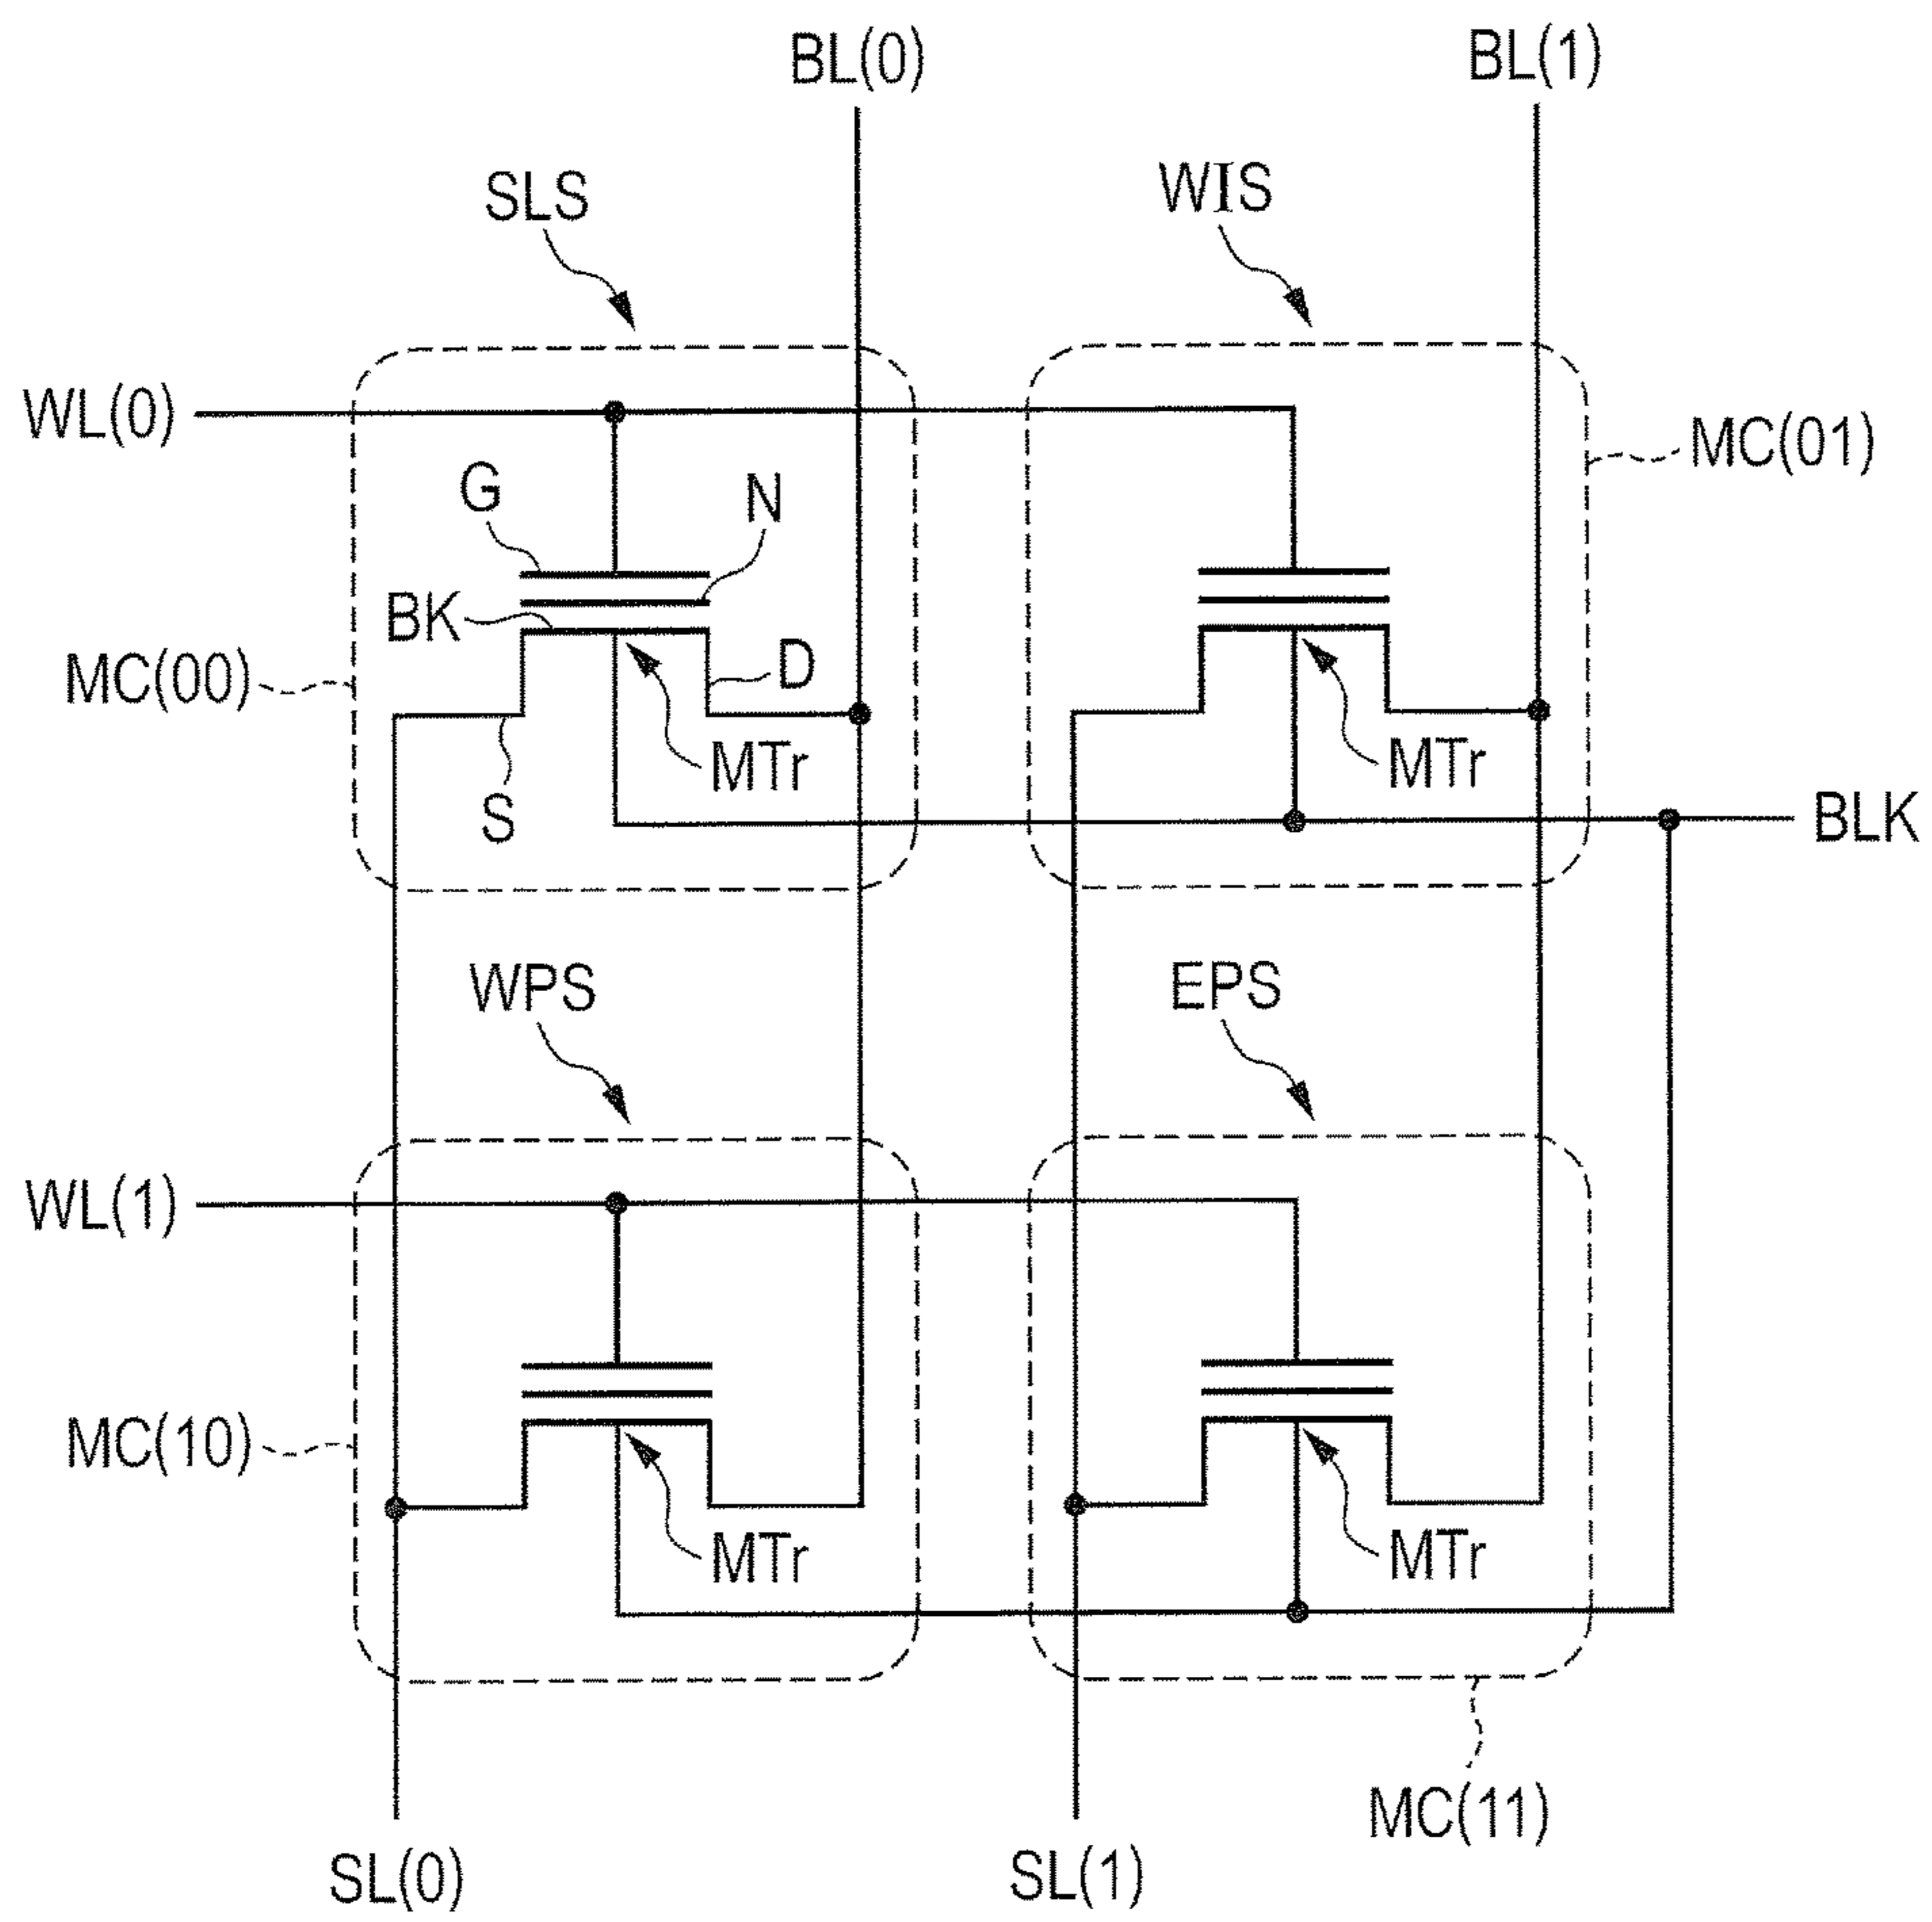 BL(0)
BL(1)
SLS
WIS
WL(0)
MC(01)
G
N
BK
MC(00)
D
MTr
MTr
S
BLK
WPS
EPS
WL(1)
MC(10)
MTr
MTr
MC(11)
SL(0)
SL(1)